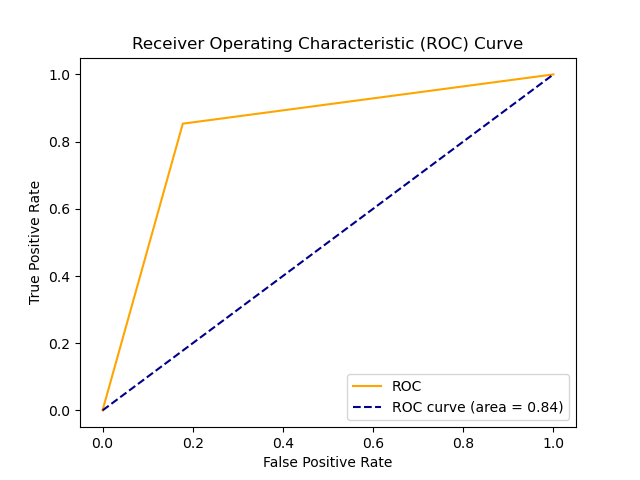 Receiver Operating Characteristic (ROC) Curve
1.0
0.8
0.6
0.4
0.2
0.0
True Positive Rate
ROC
ROC curve (area = 0.84)
0.0 0.2 0.4 0.6 0.8 1.0
False Positive Rate